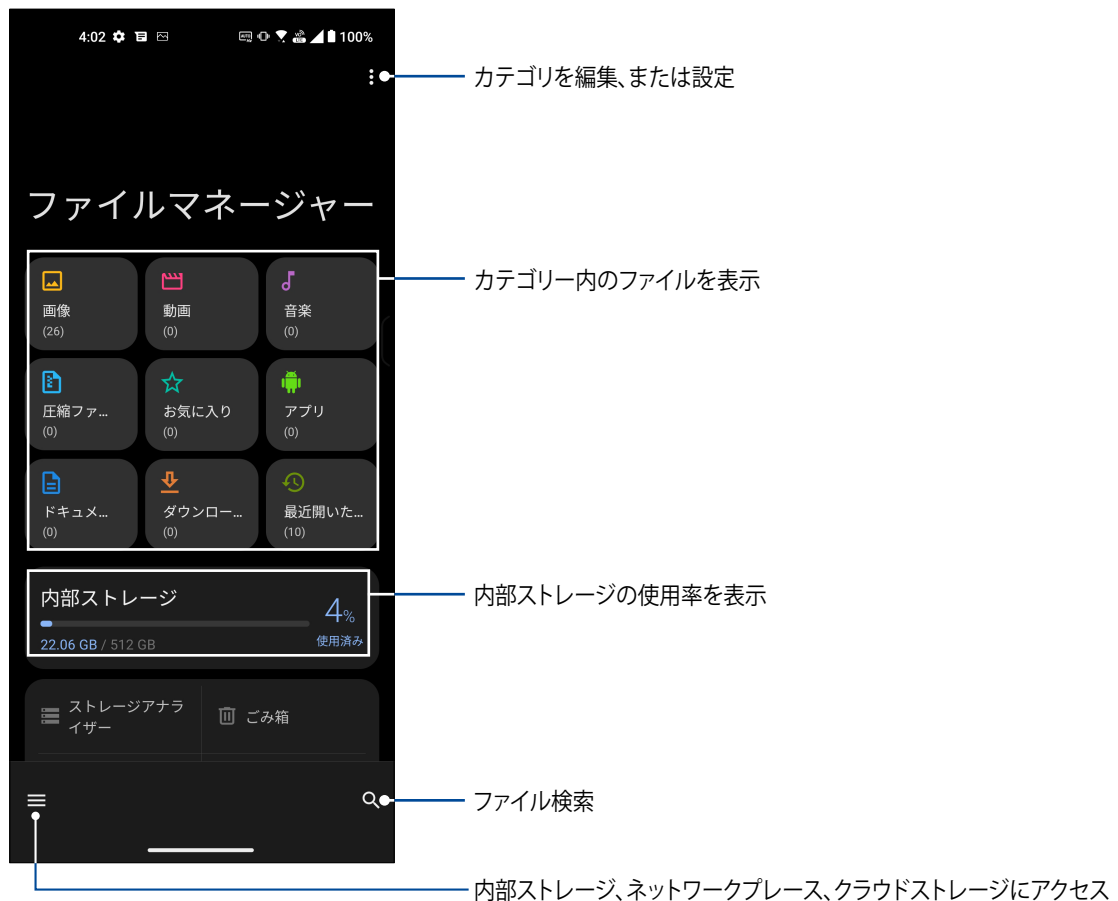 4:02 100%
カテゴリを編集、または設定
ファイルマネージャー
カテゴリー内のファイルを表示
画像 動画 音楽
(26) (0) (0)
圧縮ファ... お気に入り アプリ
(0) (0) (0)
ドキュメ... ダウンロー... 最近開いた...
(0) (0) (10)
内部ストレージの使用率を表示
内部ストレージ 4%
22.06 GB / 512 GB 使用済み
ストレージアナラ
イザー
ごみ箱
ファイル検索
内部ストレージ、ネットワークプレース、クラウドストレージにアクセス